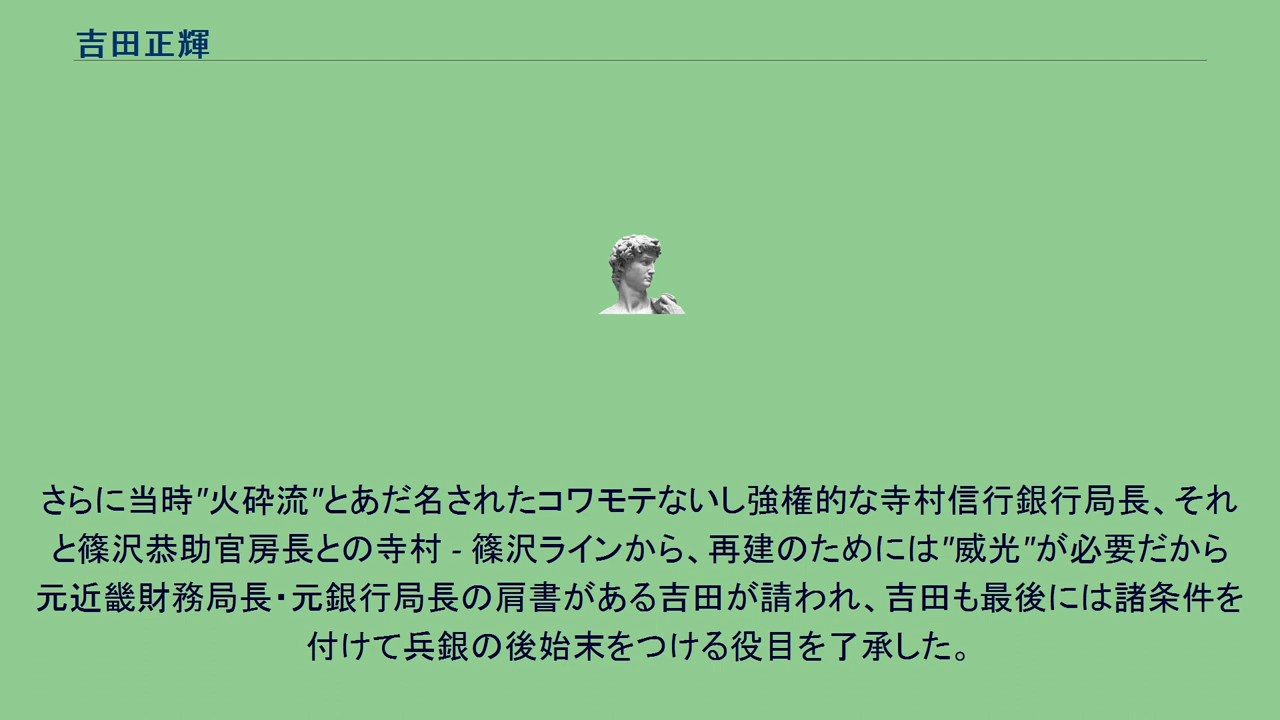 吉田正輝
さらに当時"火砕流"とあだ名されたコワモテないし強権的な寺村信行銀行局長、それ
と篠沢恭助官房長との寺村 - 篠沢ラインから、再建のためには"威光"が必要だから
元近畿財務局長・元銀行局長の肩書がある吉田が請われ、吉田も最後には諸条件を
付けて兵銀の後始末をつける役目を了承した。